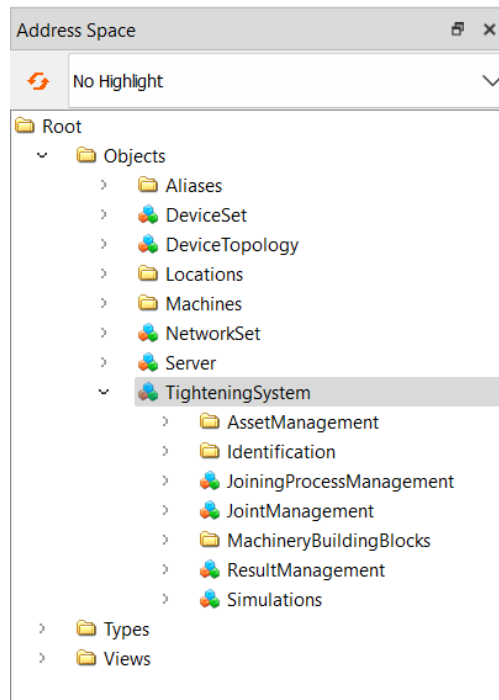 Address Space
No Highlight
Root
Objects
Aliases
DeviceSet
DeviceTopology
Locations
Machines
NetworkSet
Server
TighteningSystem
AssetManagement
Identification
JoiningProcessManagement
JointManagement
MachineryBuildingBlocks
ResultManagement
Simulations
Types
Views